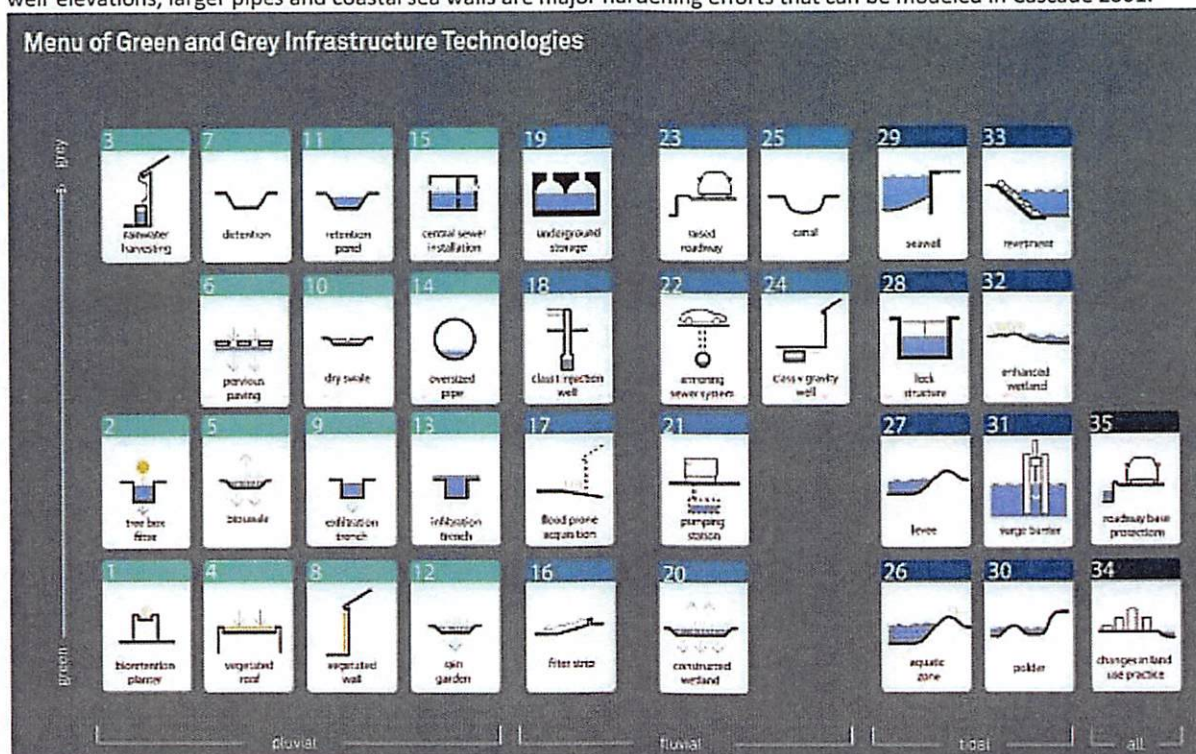 well elevations, larger pipes and coastal sea walls are major hardening efforts that can be modeled in Cascade 2001.
Menu of Green and Grey Infrastructure Technologies
grey
3
7
11
15
19
23
25
29
33
rainwater harvesting
detention
retention pond
central sewer installation
underground storage
raised roadway
canal
seawall
revetment
6
10
14
18
22
24
28
32
pervious paving
dry swale
oversized pipe
class I injection well
armoring sewer system
class v gravity well
lock structure
enhanced wetland
2
5
9
13
17
21
27
31
35
tree box filter
bioswale
exfiltration trench
infiltration trench
flood prone acquisition
pumping station
levee
surge barrier
roadway base protections
1
4
8
12
16
20
26
30
34
bioretention planter
vegetated roof
vegetated wall
rain garden
filter strip
constructed wetland
aquatic zone
polder
changes in land use practice
green
pluvial
fluvial
tidal
all